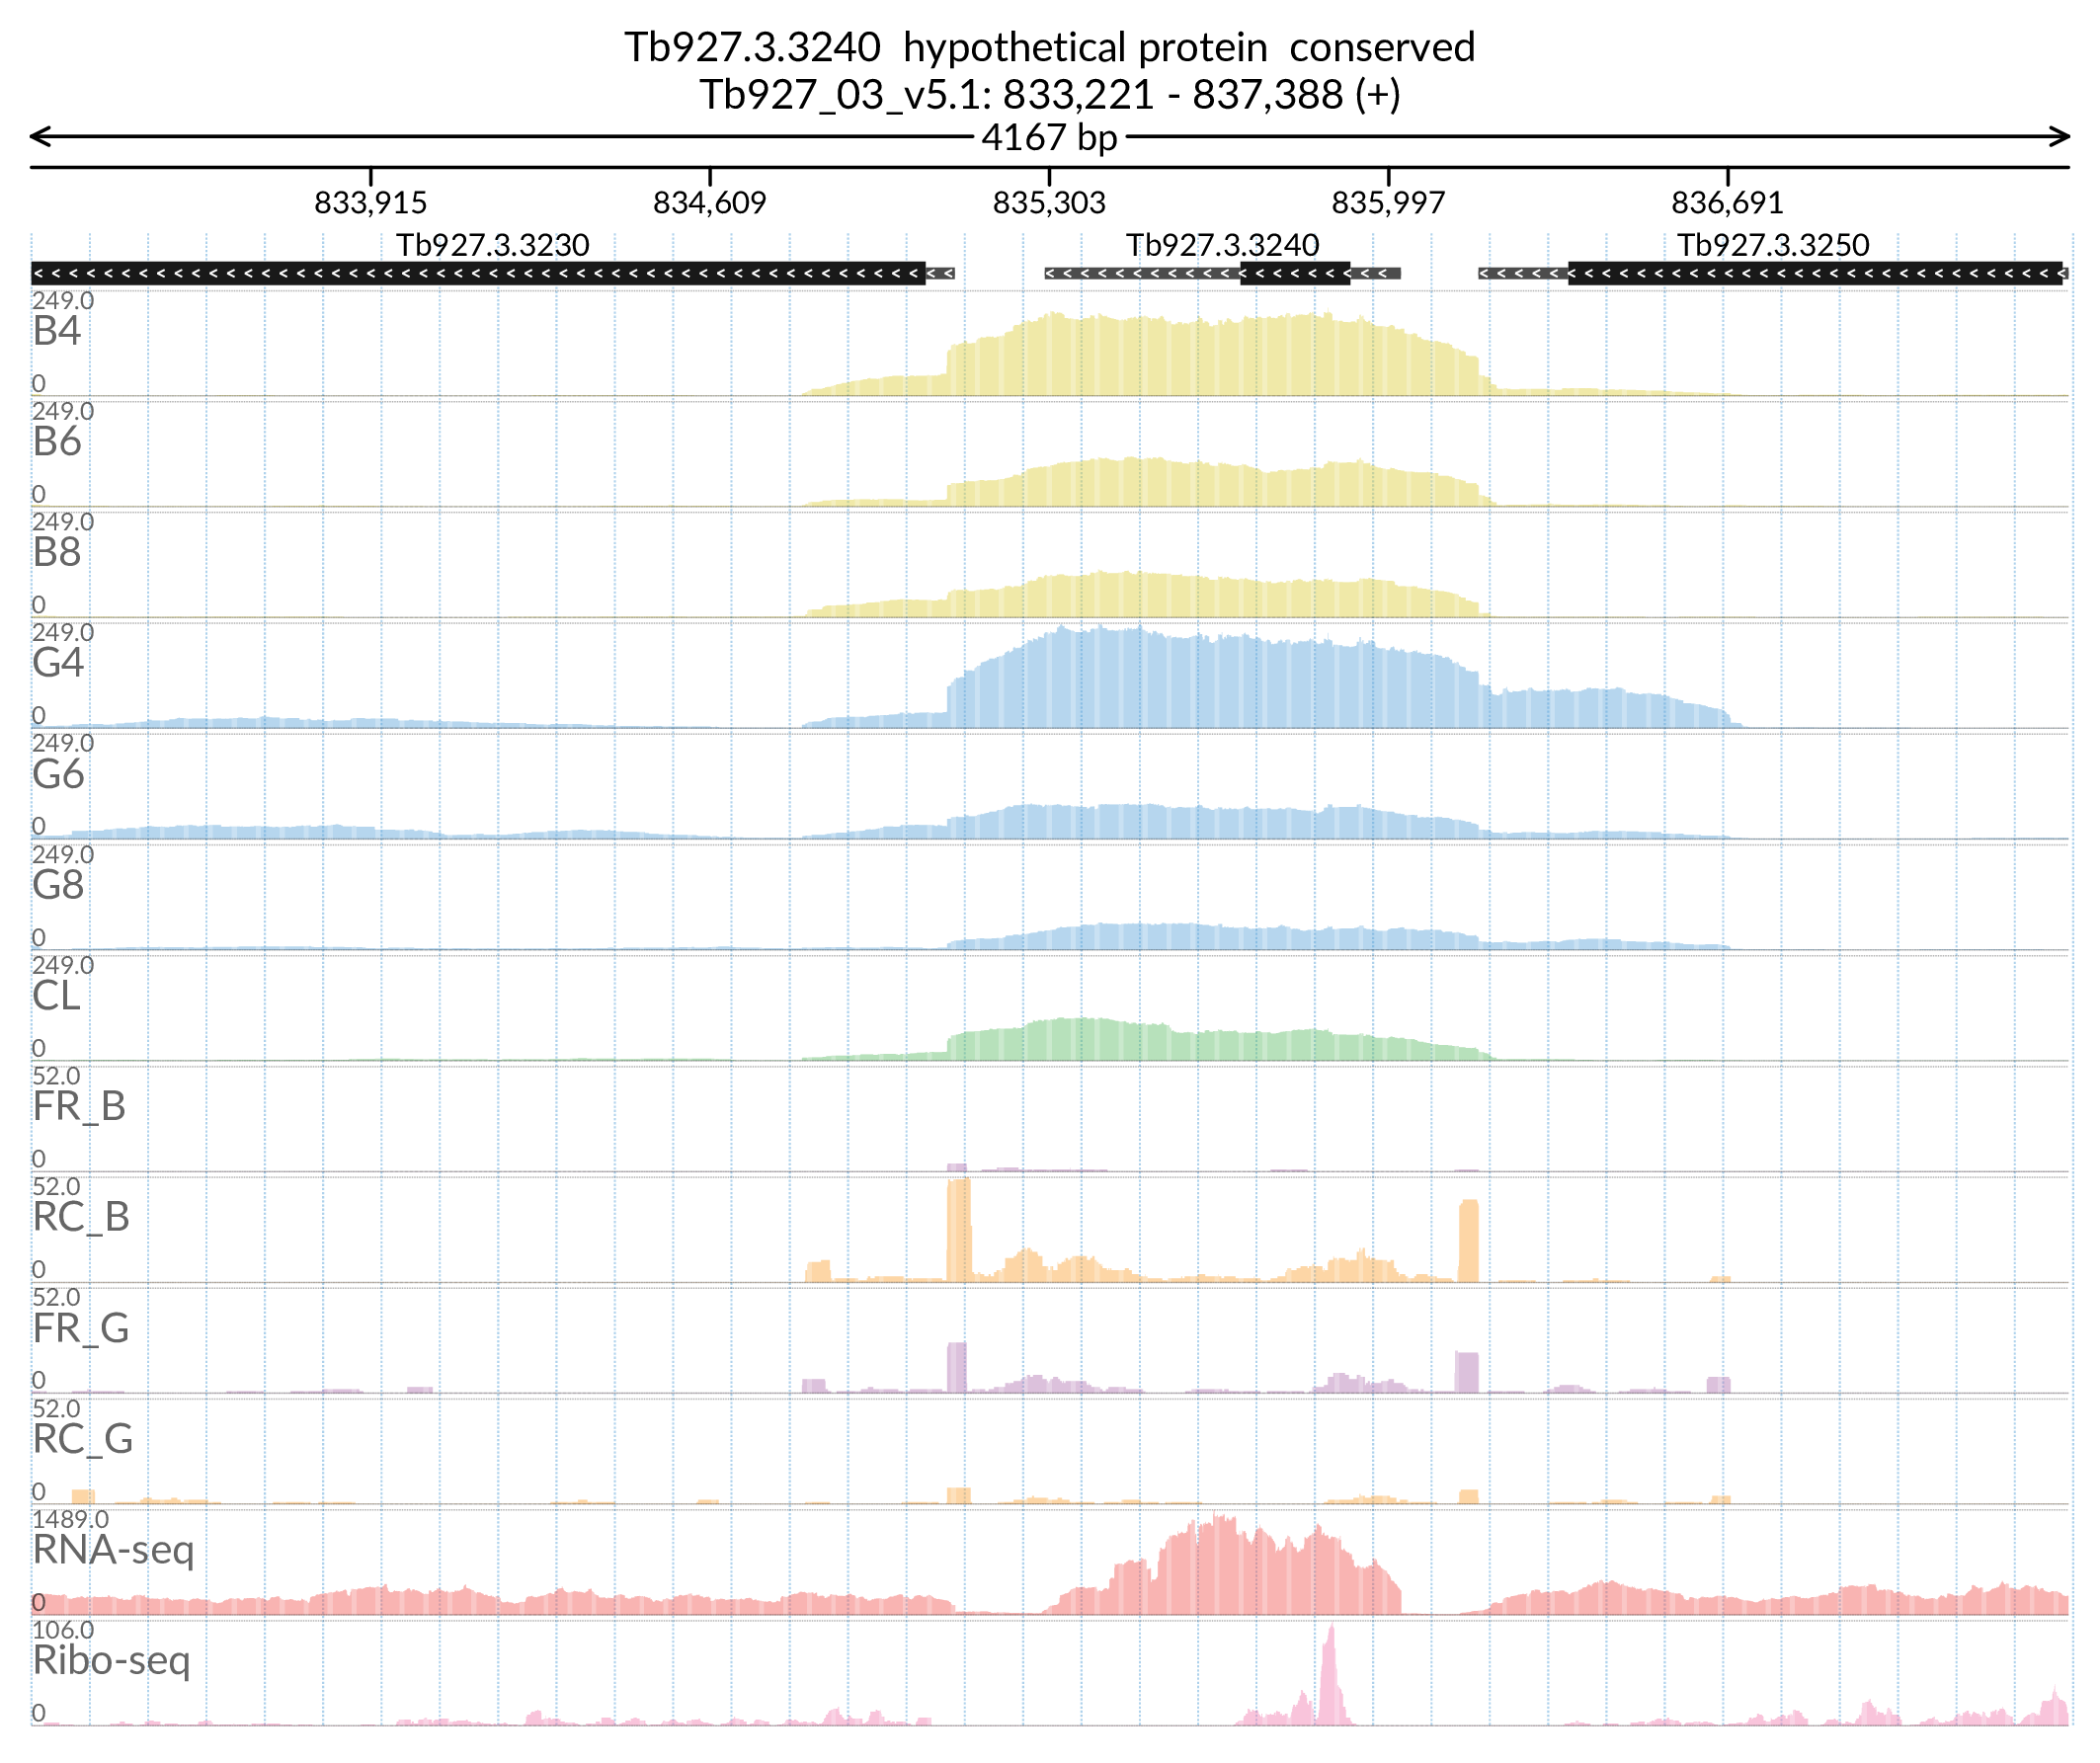 Tb927.3.3240  hypothetical protein  conserved
Tb927_03_v5.1: 833,221 - 837,388 (+)
4167 bp
833,915 834,609 835,303 835,997 836,691
Tb927.3.3230 Tb927.3.3240 Tb927.3.3250
249.0
B4
0
249.0
B6
0
249.0
B8
0
249.0
G4
0
249.0
G6
0
249.0
G8
0
249.0
CL
0
52.0
FR_B
0
52.0
RC_B
0
52.0
FR_G
0
52.0
RC_G
0
1489.0
RNA-seq
0
106.0
Ribo-seq
0